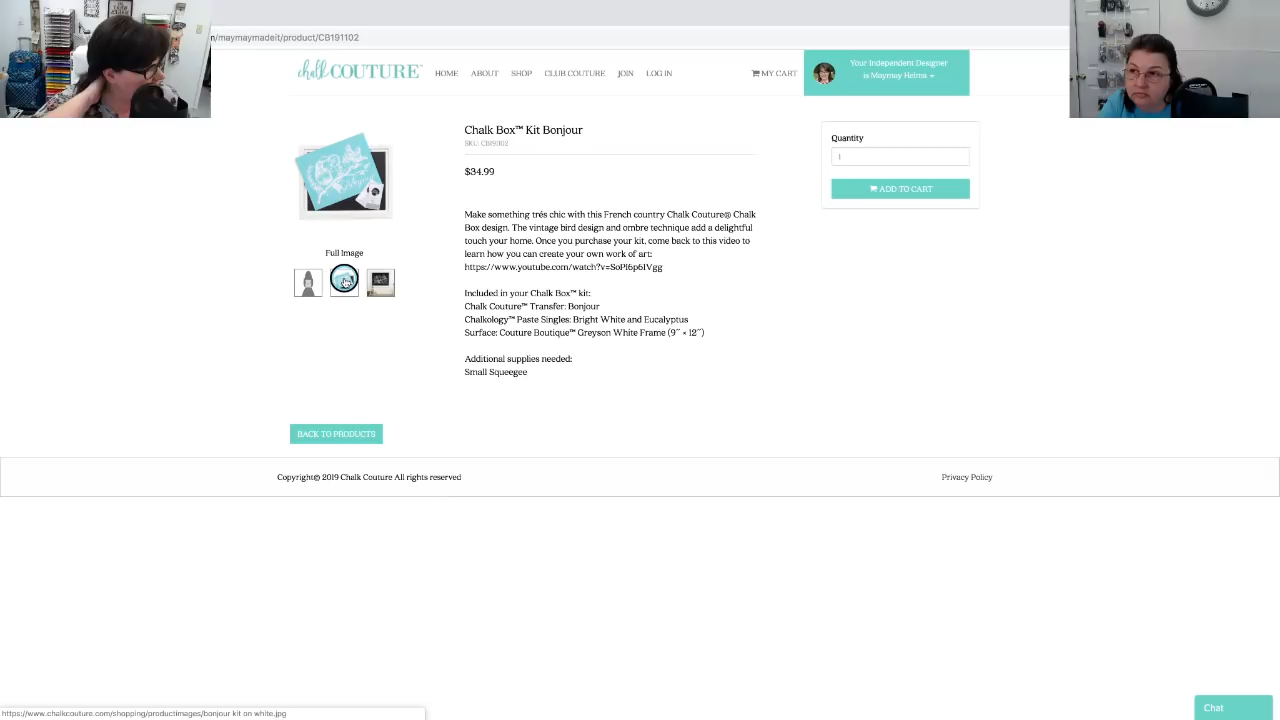 n/maymaymadeit/product/CB191102
chalk COUTURE™
HOME
ABOUT
SHOP
CLUB COUTURE
JOIN
LOG IN
MY CART
Your Independent Designer
is Maymay Helms
Chalk Box™ Kit Bonjour
SKU: CB191102
$34.99
Quantity
1
ADD TO CART
Make something trés chic with this French country Chalk Couture® Chalk
Box design. The vintage bird design and ombre technique add a delightful
touch your home. Once you purchase your kit, come back to this video to
learn how you can create your own work of art:
https://www.youtube.com/watch?v=SoPI6p6IVgg
Full Image
Included in your Chalk Box™ kit:
Chalk Couture™ Transfer: Bonjour
Chalkology™ Paste Singles: Bright White and Eucalyptus
Surface: Couture Boutique™ Greyson White Frame (9″ × 12″)
Additional supplies needed:
Small Squeegee
BACK TO PRODUCTS
Copyright© 2019 Chalk Couture All rights reserved
Privacy Policy
Chat
https://www.chalkcouture.com/shopping/productimages/bonjour kit on white.jpg